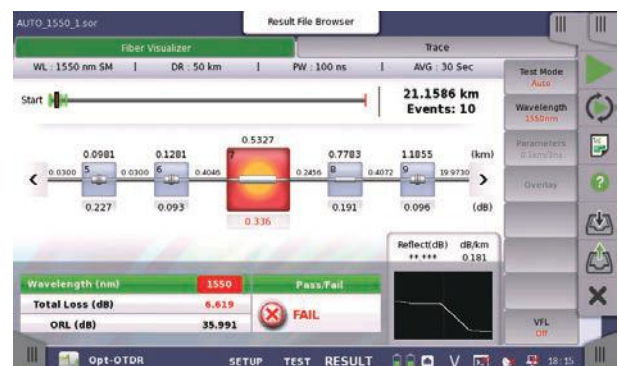 AUTO_1550_1.sor
Result File Browser
Fiber Visualizer
Trace
WL : 1550 nm SM | DR : 50 km | PW : 100 ns | AVG : 30 Sec
Start
21.1586 km
Events: 10
0.0981 0.1281 0.5327 0.7783 1.1855 (km)
0.0300 5 0.0300 6 0.4046 7 0.2456 8 0.4072 9 19.9730
0.227 0.093 0.336 0.191 0.096 (dB)
Reflect(dB) dB/km
**.*** 0.181
Wavelength (nm) 1550 Pass/Fail
Total Loss (dB) 6.619
ORL (dB) 35.991
FAIL
Test Mode
Auto
Wavelength
1550nm
Parameters
Overlay
VFL
Off
Opt-OTDR SETUP TEST RESULT V 18:15